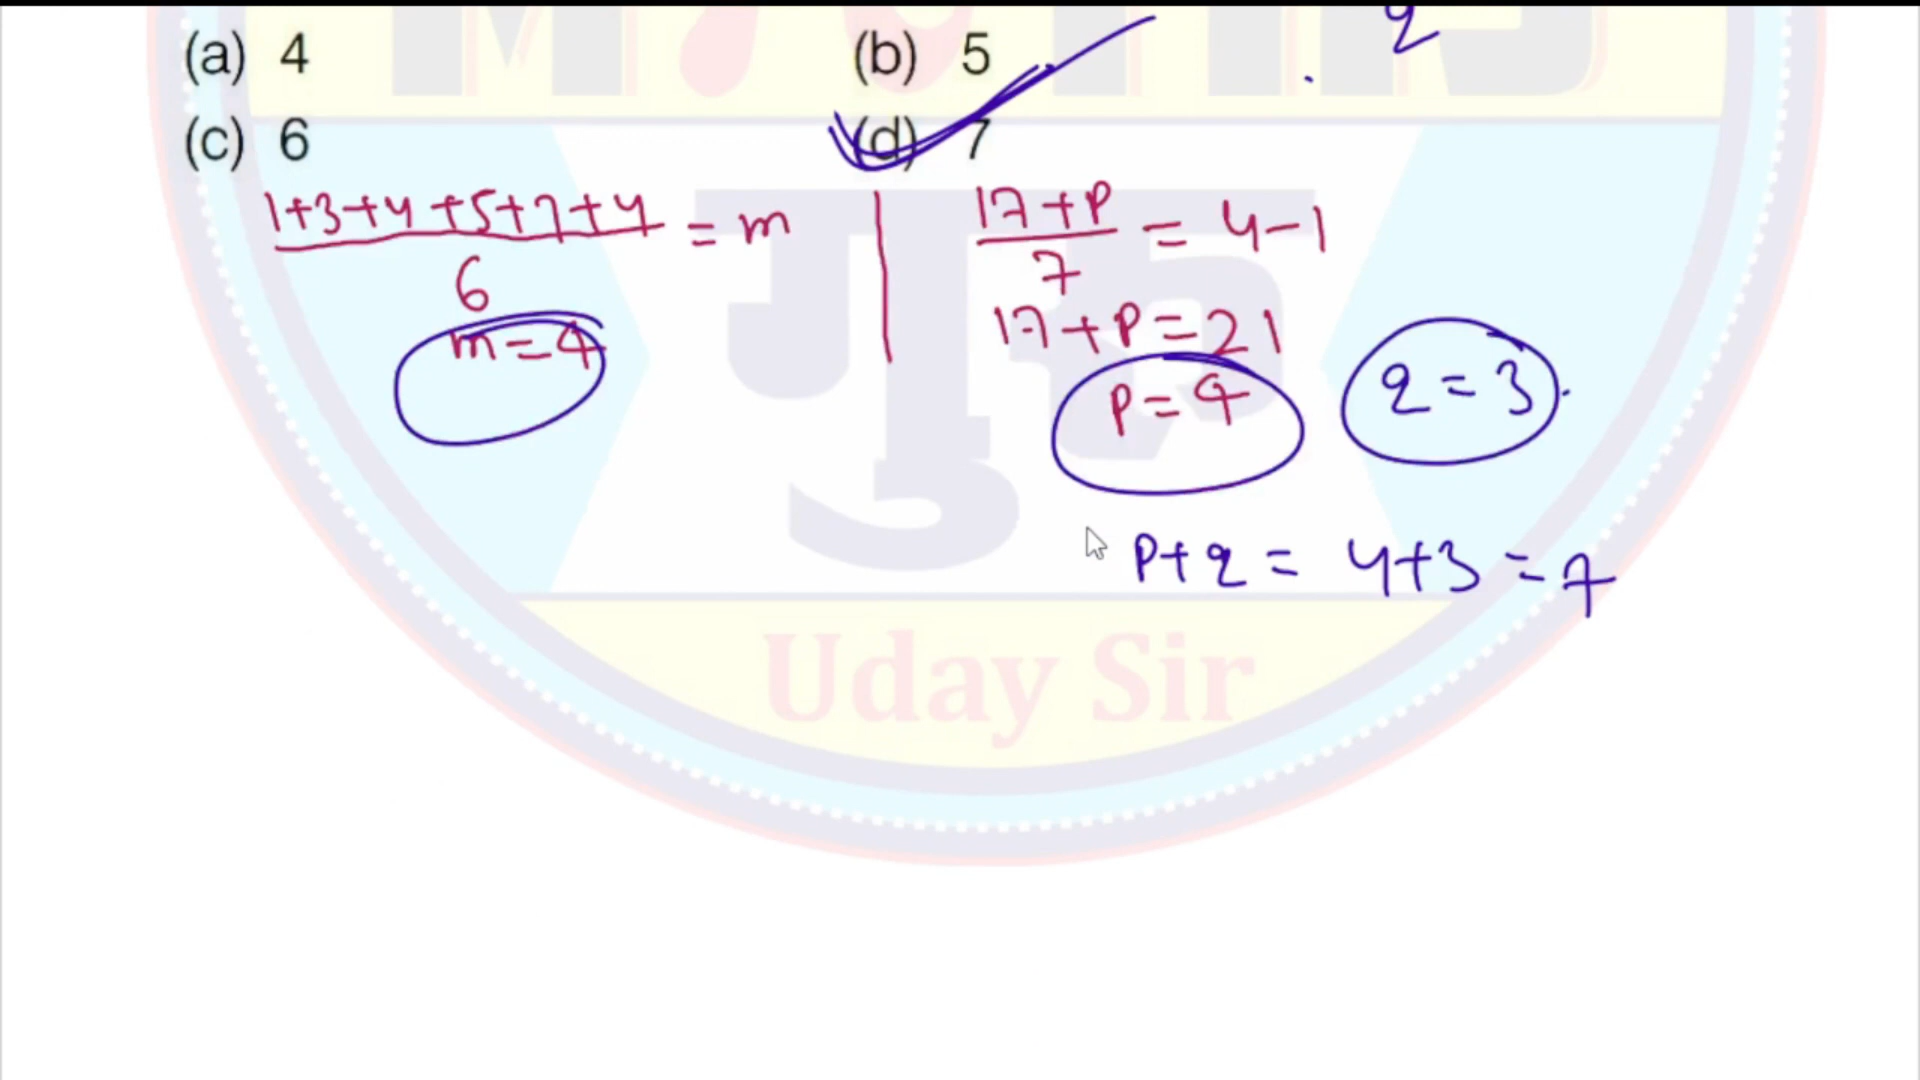 (a) 4 (b) 5 q
(c) 6 (d) 7
1+3+4+5+7+4 = m
6
m=4
17+P = 4-1
7
17+P=21
P=4
q=3
P+q = 4+3 = 7
गुरु
Uday Sir